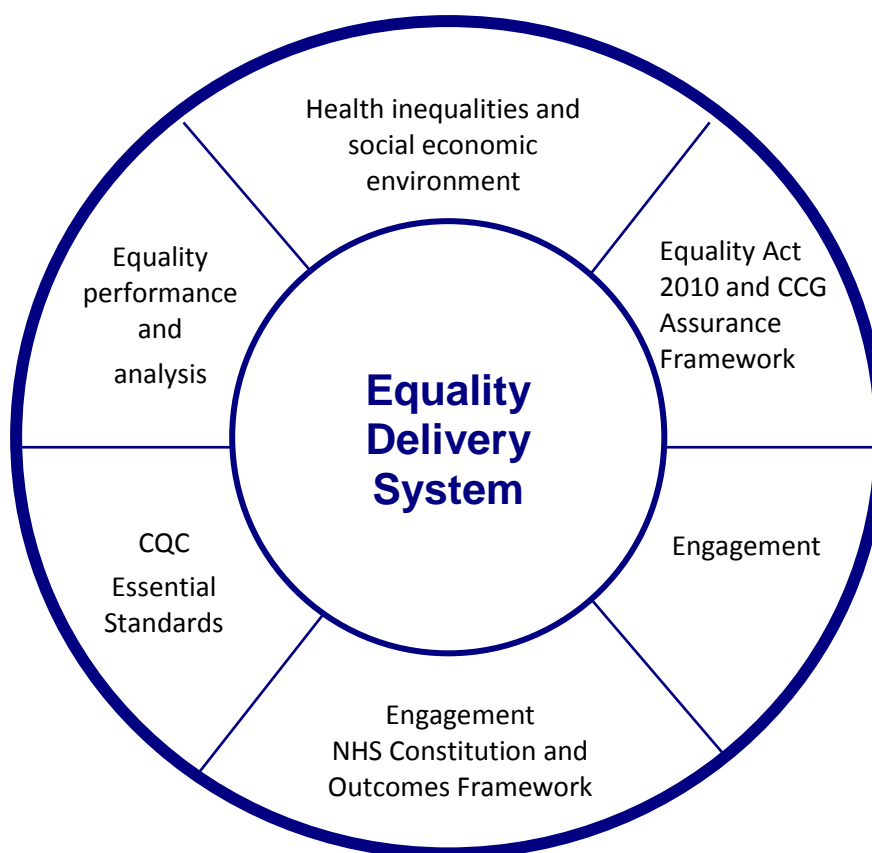 Health inequalities and
social economic
environment
Equality Act
2010 and CCG
Assurance
Framework
Engagement
Engagement
NHS Constitution and
Outcomes Framework
CQC
Essential
Standards
Equality
performance
and
analysis
Equality
Delivery
System